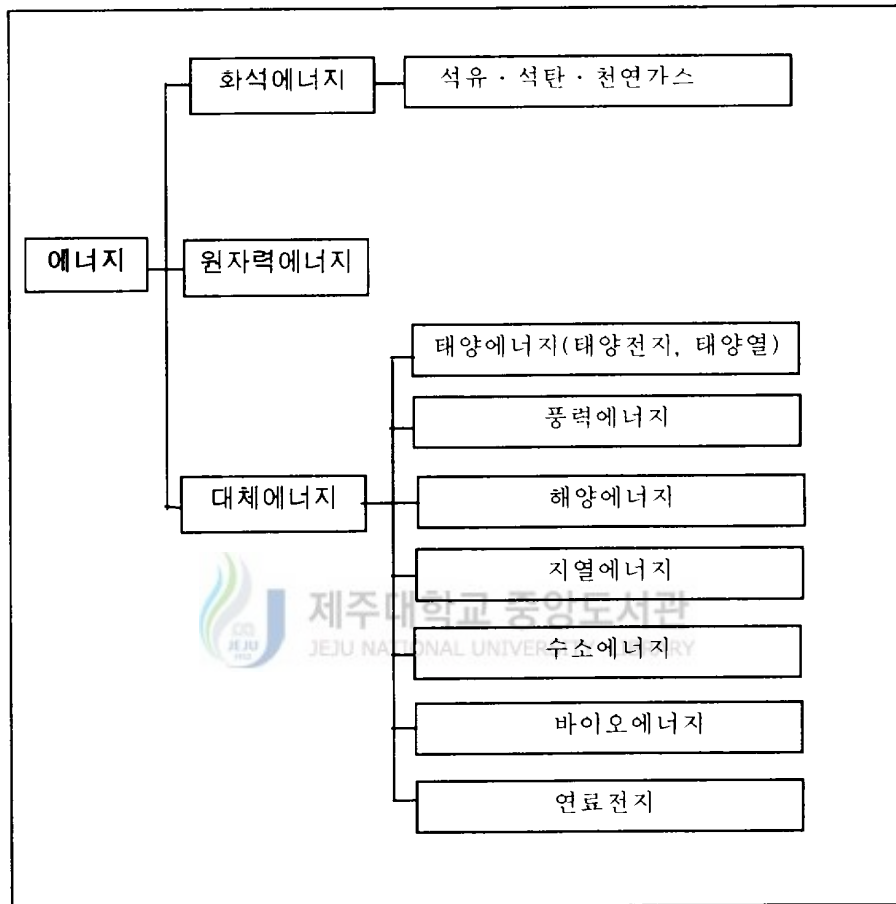 화석에너지
석유 · 석탄 · 천연가스
에너지
원자력에너지
태양에너지(태양전지, 태양열)
풍력에너지
대체에너지
해양에너지
지열에너지
제주대학교 중앙도서관
JEJU NATIONAL UNIVERSITY LIBRARY
JEJU
1952
수소에너지
바이오에너지
연료전지